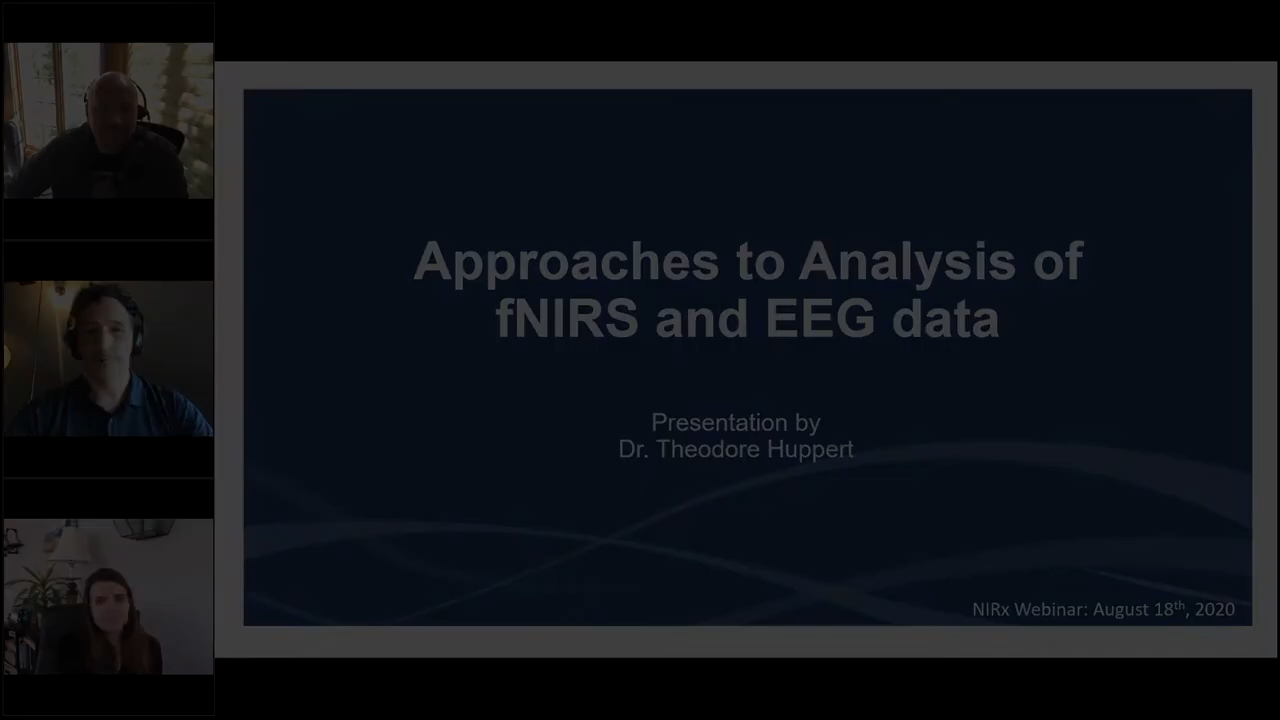 Approaches to Analysis of
fNIRS and EEG data
Presentation by
Dr. Theodore Huppert
NIRx Webinar: August 18th, 2020